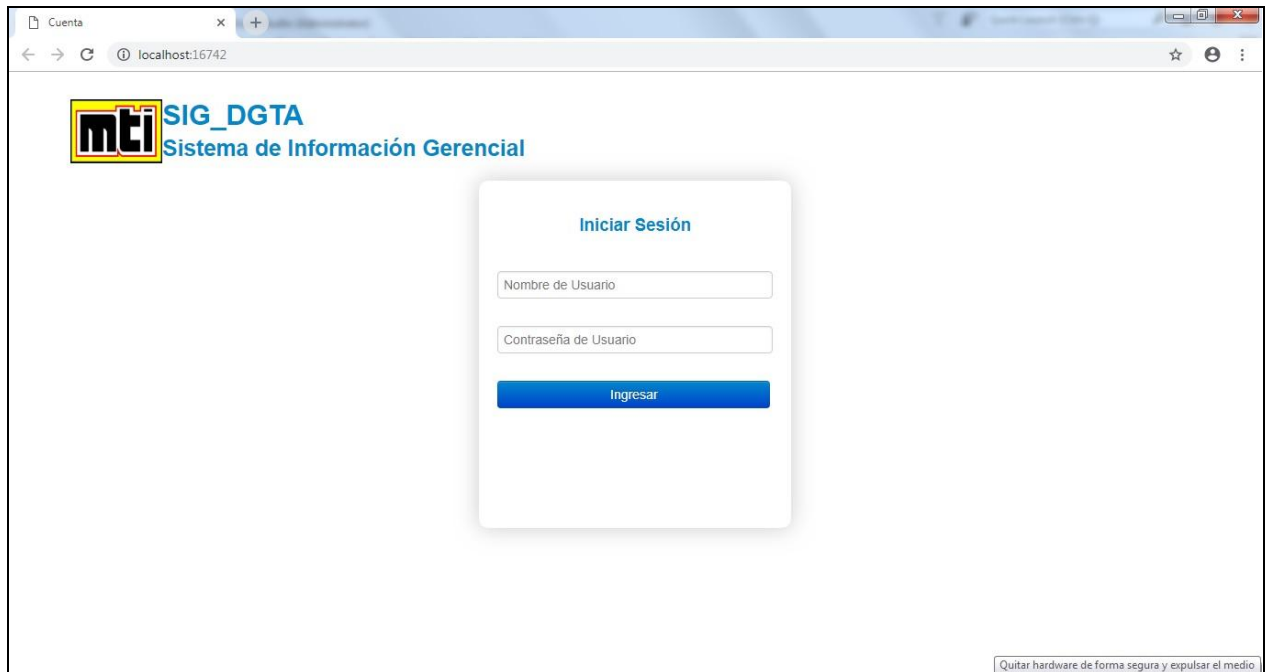 Cuenta
localhost:16742
mti
SIG_DGTA
Sistema de Información Gerencial
Iniciar Sesión
Nombre de Usuario
Contraseña de Usuario
Ingresar
Quitar hardware de forma segura y expulsar el medio